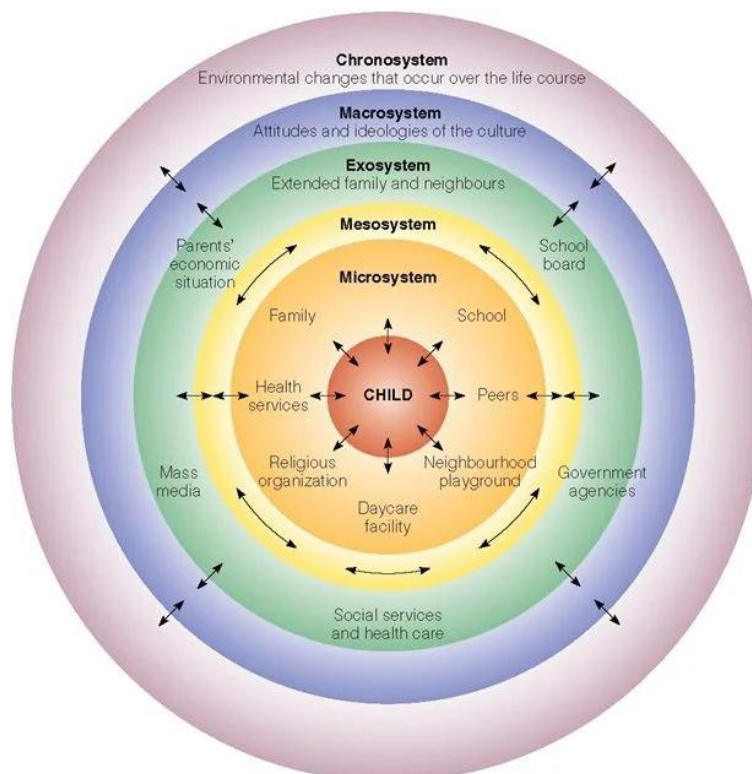 Chronosystem
Environmental changes that occur over the life course
Macrosystem
Attitudes and ideologies of the culture
Exosystem
Extended family and neighbours
Mesosystem
Parents'
economic
situation
School
board
Microsystem
Family
School
Health
services
CHILD
Peers
Religious
organization
Neighbourhood
playground
Mass
media
Government
agencies
Daycare
facility
Social services
and health care